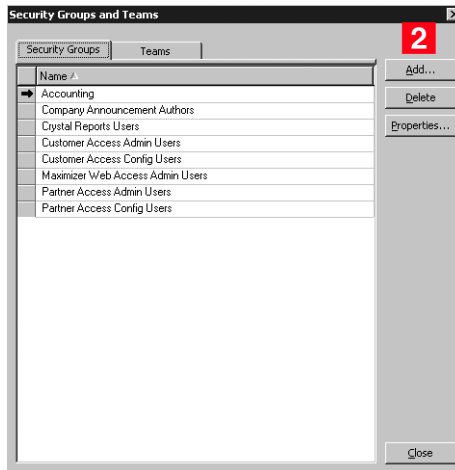 Security Groups and Teams
2
Security Groups
Teams
Name
Add...
Accounting
Delete
Company Announcement Authors
Crystal Reports Users
Properties...
Customer Access Admin Users
Customer Access Config Users
Maximizer Web Access Admin Users
Partner Access Admin Users
Partner Access Config Users
Close